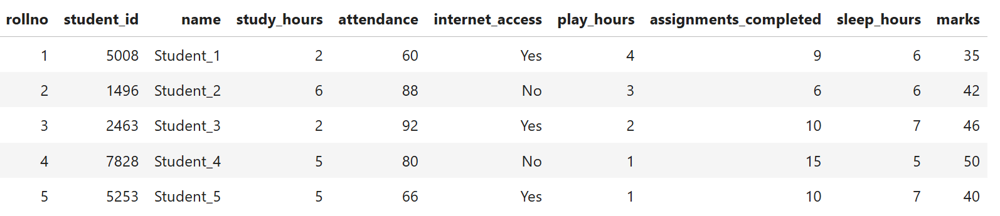 rollno student_id name study_hours attendance internet_access play_hours assignments_completed sleep_hours marks
1 5008 Student_1 2 60 Yes 4 9 6 35
2 1496 Student_2 6 88 No 3 6 6 42
3 2463 Student_3 2 92 Yes 2 10 7 46
4 7828 Student_4 5 80 No 1 15 5 50
5 5253 Student_5 5 66 Yes 1 10 7 40